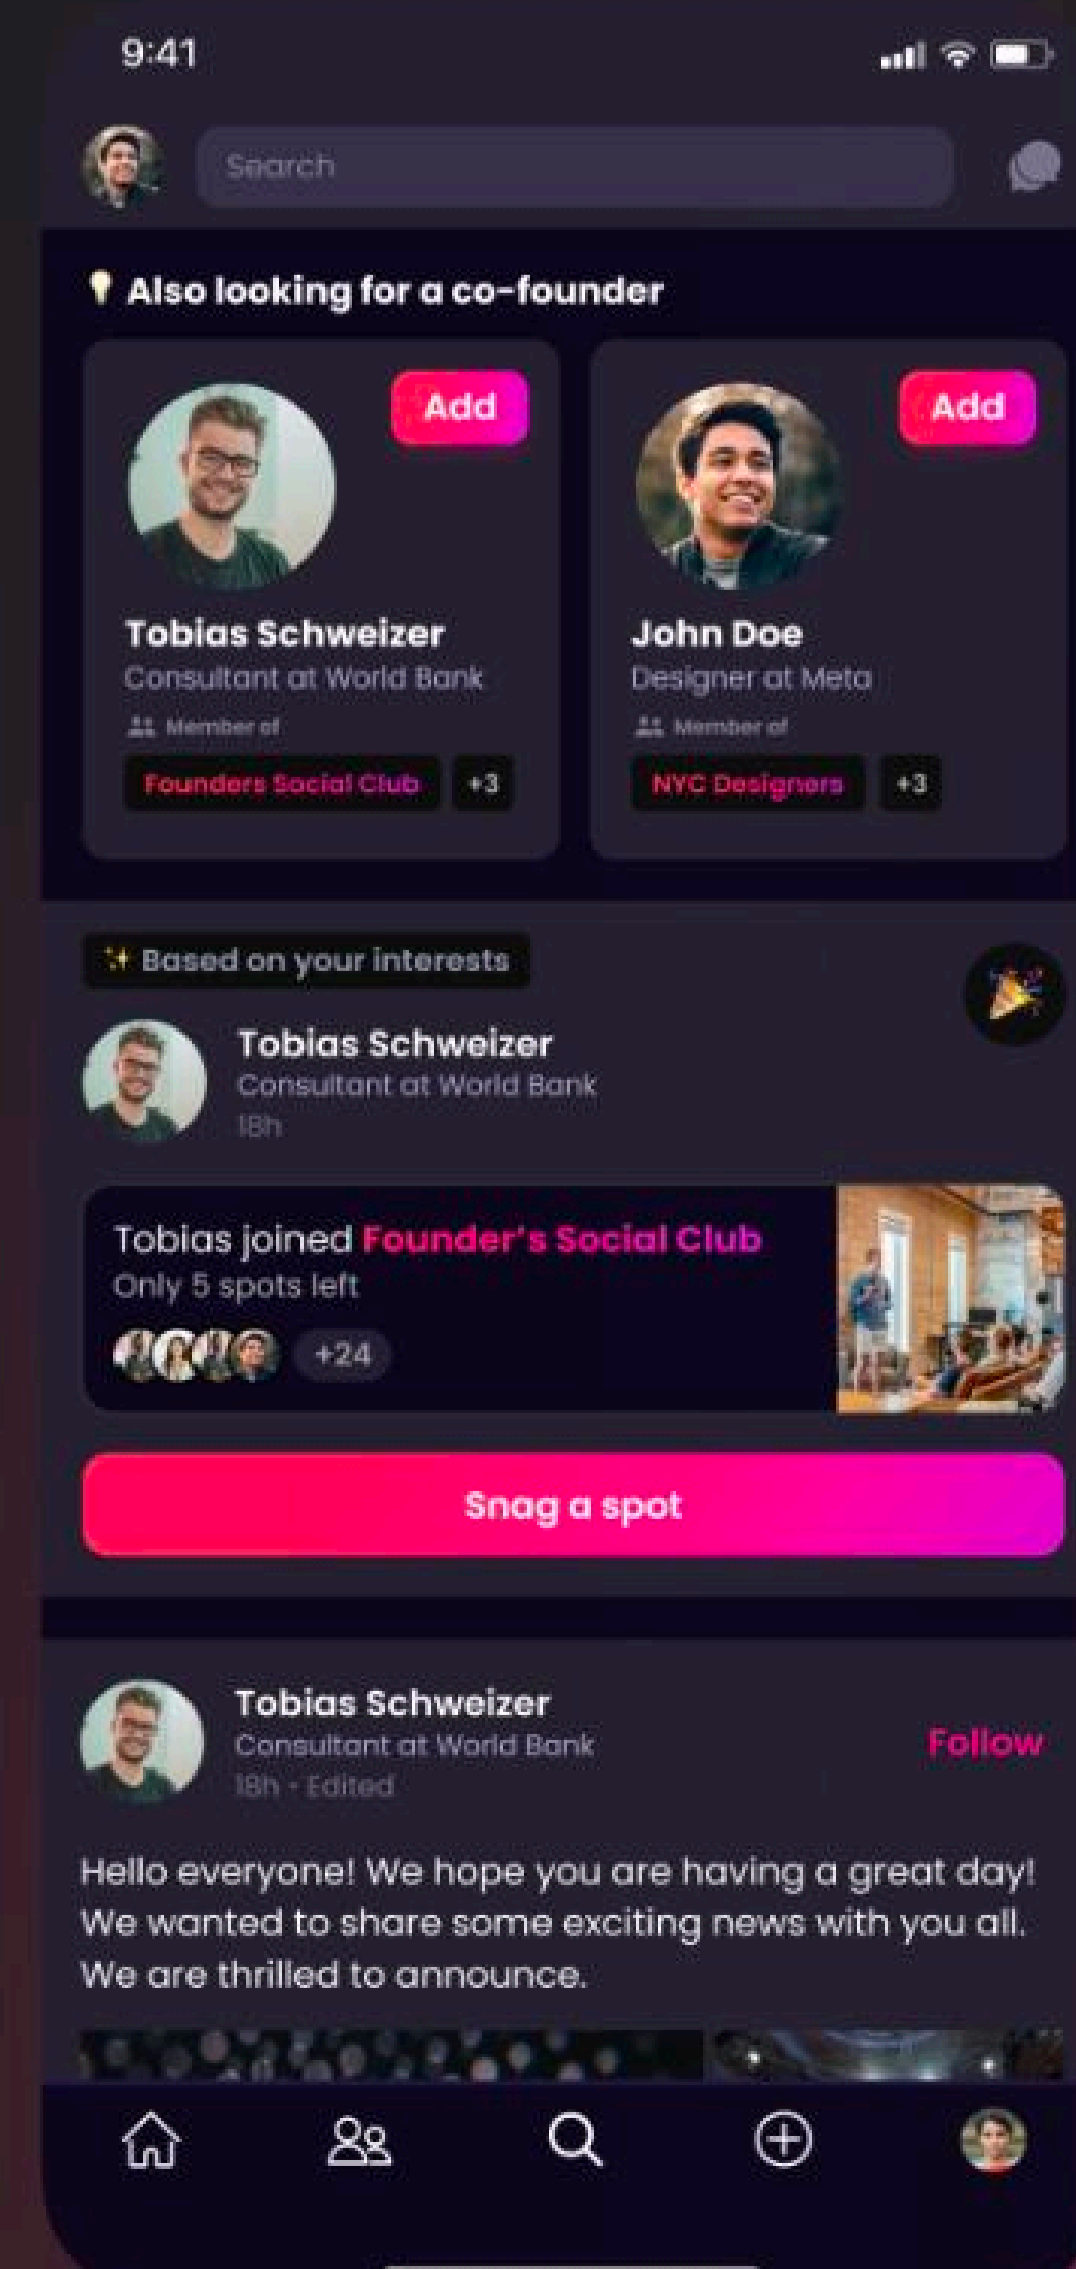 9:41
Search
Also looking for a co-founder
Add
Tobias Schweizer
Consultant at World Bank
Member of
Founders Social Club +3
Add
John Doe
Designer at Meta
Member of
NYC Designers +3
Based on your interests
Tobias Schweizer
Consultant at World Bank
18h
Tobias joined Founder's Social Club
Only 5 spots left
+24
Snag a spot
Tobias Schweizer
Consultant at World Bank
18h • Edited
Follow
Hello everyone! We hope you are having a great day!
We wanted to share some exciting news with you all.
We are thrilled to announce.